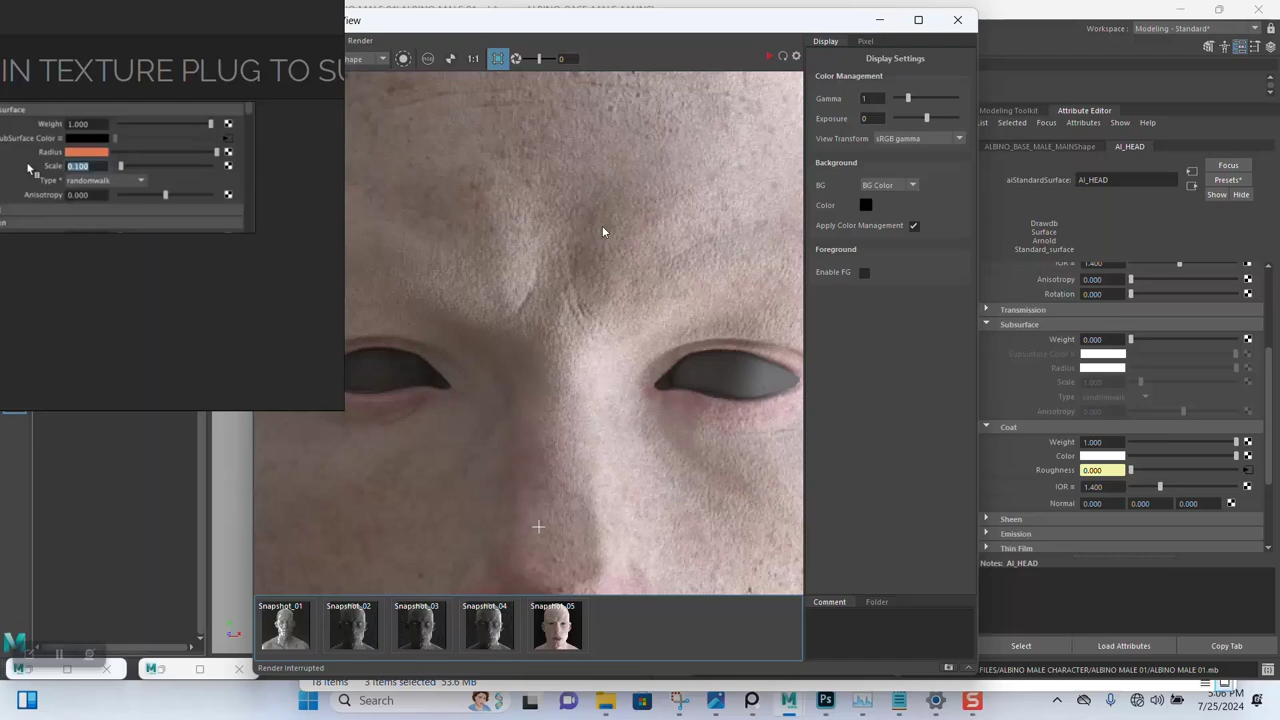 View
Render
hape
1:1
0
IN TEXTURE PLUG TO SU
surface
Weight 1.000
ubSurface Color
Radius
Scale 0.100
Type randomwalk
Anisotropy 0.000
Display Pixel
Display Settings
Color Management
Gamma 1
Exposure 0
View Transform sRGB gamma
Background
BG BG Color
Color
Apply Color Management
Foreground
Enable FG
Snapshot_01 Snapshot_02 Snapshot_03 Snapshot_04 Snapshot_05
Comment Folder
Render Interrupted
Workspace : Modeling - Standard*
Modeling Toolkit Attribute Editor
List Selected Focus Attributes Show Help
ALBINO_BASE_MALE_MAINShape AI_HEAD
Focus
aiStandardSurface: AI_HEAD
Presets*
Show Hide
Drawdb
Surface
Arnold
Standard_surface
IOR 1.400
Anisotropy 0.000
Rotation 0.000
Transmission
Subsurface
Weight 0.000
SubSurface Color
Radius
Scale 1.000
Type randomwalk
Anisotropy 0.000
Coat
Weight 1.000
Color
Roughness 0.000
IOR 1.400
Normal 0.000 0.000 0.000
Sheen
Emission
Thin Film
Notes: AI_HEAD
Select Load Attributes Copy Tab
FILES/ALBINO MALE CHARACTER/ALBINO MALE 01/ALBINO MALE 01.mb
18 items 3 items selected 53.6 MB
Search
5:06 PM
7/25/2024